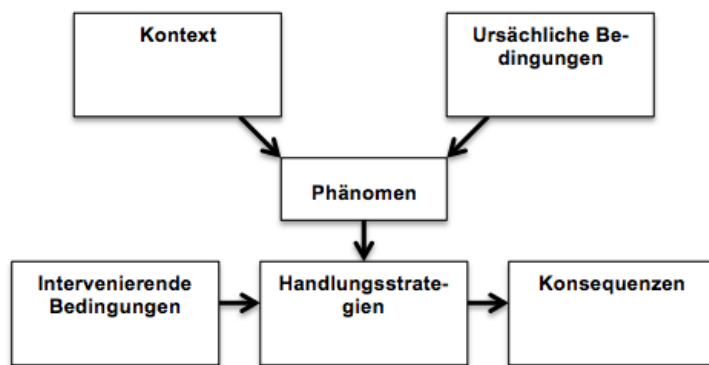 Kontext
Ursächliche Be-
dingungen
Phänomen
Intervenierende
Bedingungen
Handlungsstrate-
gien
Konsequenzen